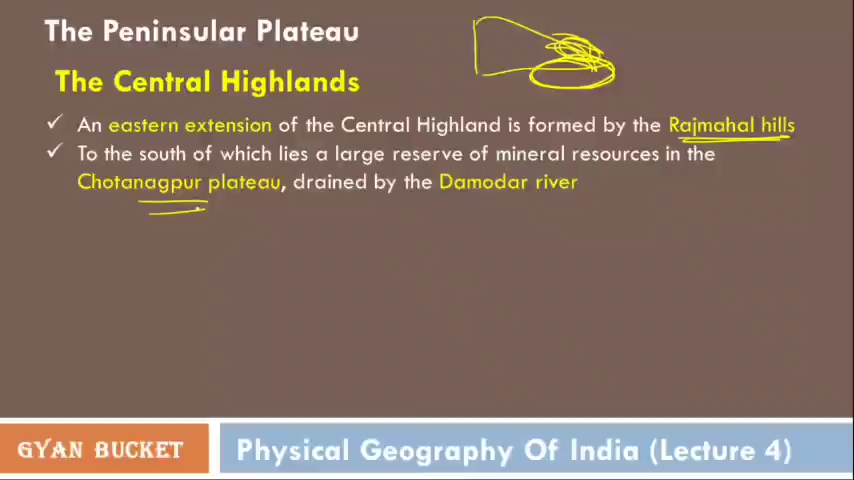 The Peninsular Plateau
The Central Highlands
✓ An eastern extension of the Central Highland is formed by the Rajmahal hills
✓ To the south of which lies a large reserve of mineral resources in the
Chotanagpur plateau, drained by the Damodar river
GYAN BUCKET
Physical Geography Of India (Lecture 4)